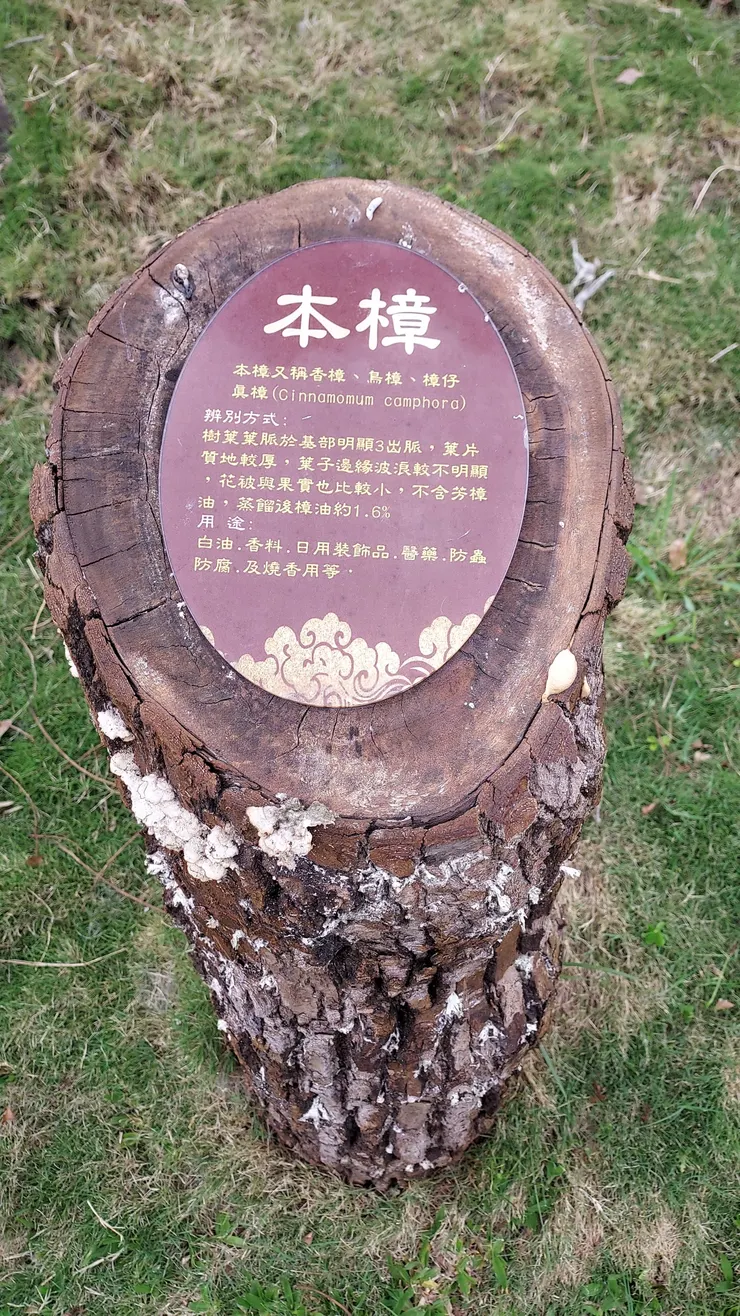 本樟
本樟又稱香樟、鳥樟、樟仔
真樟(Cinnamomum camphora)
辨別方式:
樹葉葉脈於基部明顯3出脈，葉片
質地較厚，葉子邊緣波浪較不明顯
，花被與果實也比較小，不含芳樟
油，蒸餾後樟油約1.6%
用 途:
白油.香料.日用裝飾品.醫藥.防蟲
防腐.及燒香用等.